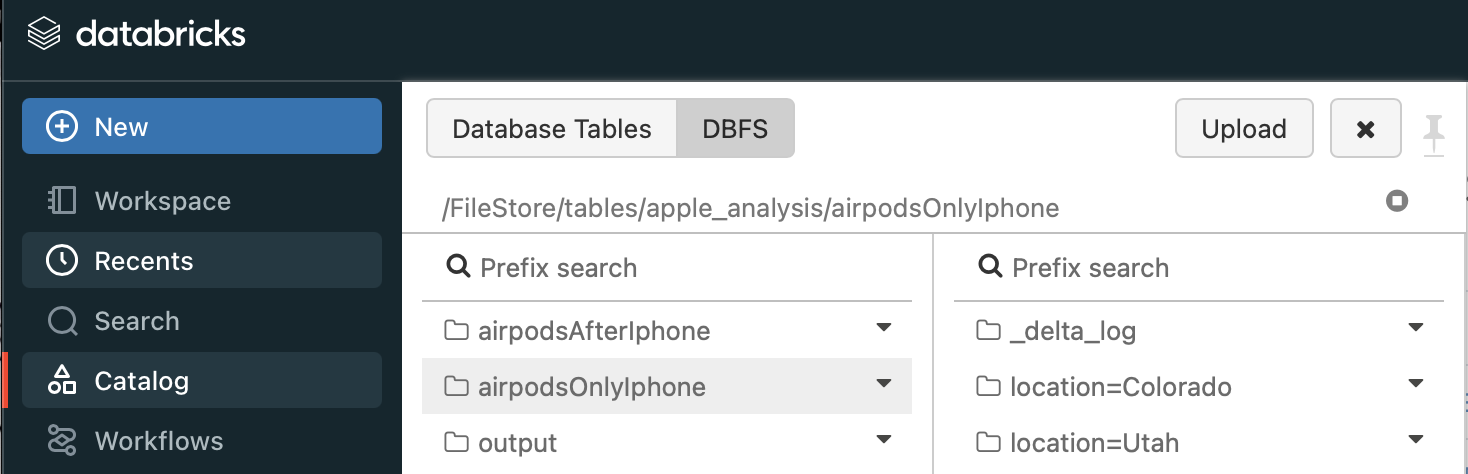 databricks
New
Workspace
Recents
Search
Catalog
Workflows
Database Tables
DBFS
Upload
/FileStore/tables/apple_analysis/airpodsOnlyIphone
Prefix search
airpodsAfterIphone
airpodsOnlyIphone
output
Prefix search
_delta_log
location=Colorado
location=Utah